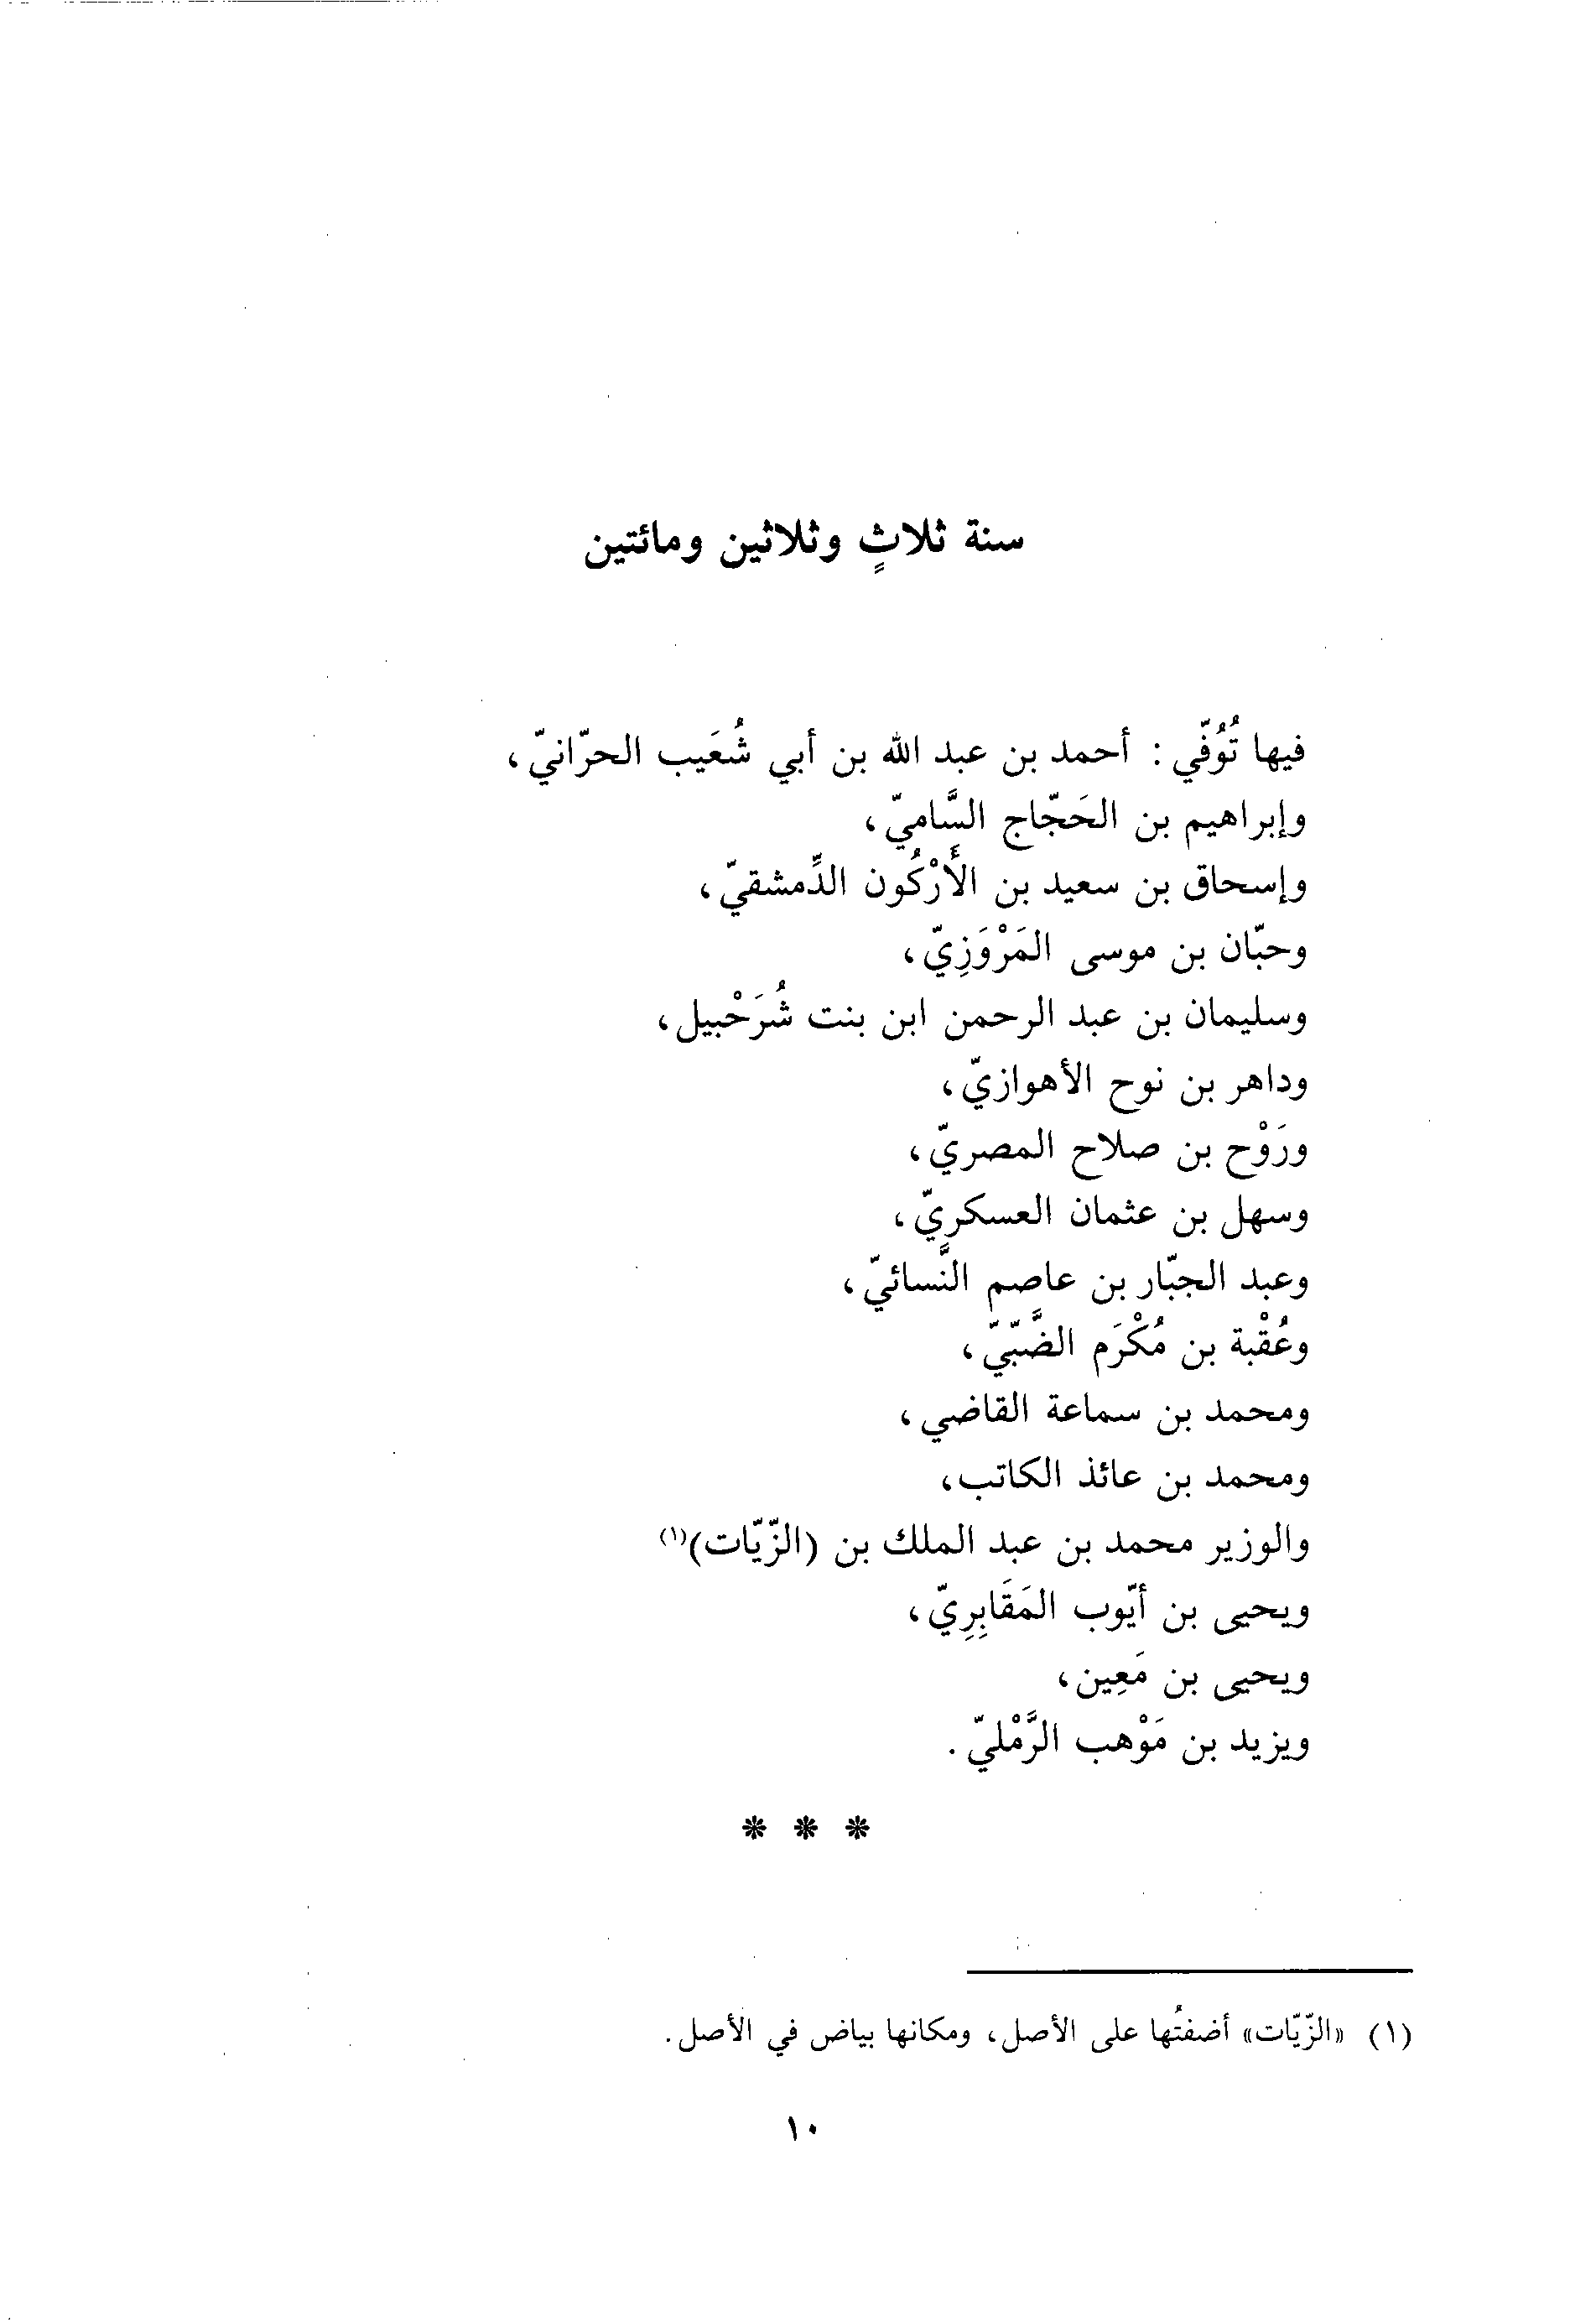 سنة ثلاثٍ وثلاثين ومائتين
فيها تُوُفّي : أحمد بن عبد الله بن أبي شُعَيب الحرّانيّ،
وإبراهيم بن الحَجّاج السَّاميّ،
وإسحاق بن سعيد بن الأَرْكُون الدِّمشقيّ،
وحبّان بن موسى المَرْوَزِيّ،
وسليمان بن عبد الرحمن ابن بنت شُرَحْبيل،
وداهر بن نوح الأهوازيّ،
ورَوْح بن صلاح المصريّ،
وسهل بن عثمان العسكريّ،
وعبد الجبّار بن عاصم النَّسائيّ،
وعُقْبة بن مُكْرَم الضَّبّيّ،
ومحمد بن سماعة القاضي،
ومحمد بن عائذ الكاتب،
والوزير محمد بن عبد الملك بن (الزّيّات)(١)
ويحيى بن أيّوب المَقَابِرِيّ،
ويحيى بن مَعِين،
ويزيد بن مَوْهب الرَّمْليّ.
* * *
(١) «الزّيّات» أضفتُها على الأصل، ومكانها بياض في الأصل.
١٠